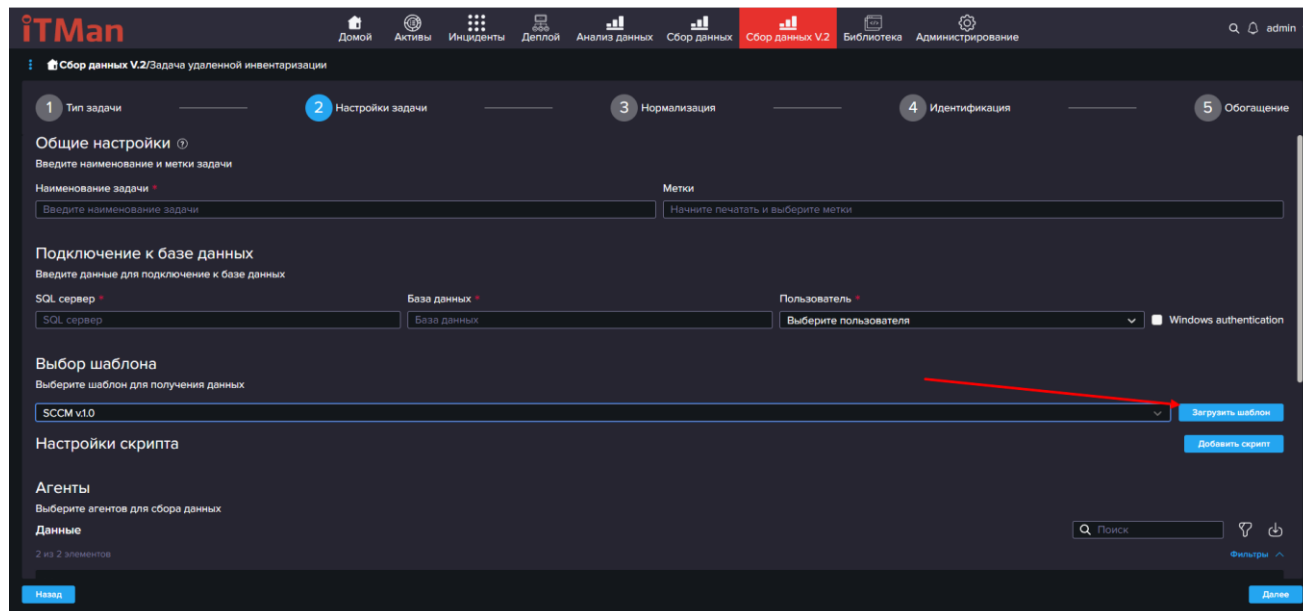 iTMan
Домой Активы Инциденты Деплой Анализ данных Сбор данных Сбор данных V.2 Библиотека Администрирование admin
Сбор данных V.2/Задача удаленной инвентаризации
1 Тип задачи 2 Настройки задачи 3 Нормализация 4 Идентификация 5 Обогащение
Общие настройки
Введите наименование и метки задачи
Наименование задачи * Метки
Введите наименование задачи Начните печатать и выберите метки
Подключение к базе данных
Введите данные для подключение к базе данных
SQL сервер * База данных * Пользователь *
SQL сервер База данных Выберите пользователя Windows authentication
Выбор шаблона
Выберите шаблон для получения данных
SCCM v.1.0 Загрузить шаблон
Настройки скрипта Добавить скрипт
Агенты
Выберите агентов для сбора данных
Данные Поиск
2 из 2 элементов Фильтры
Назад Далее